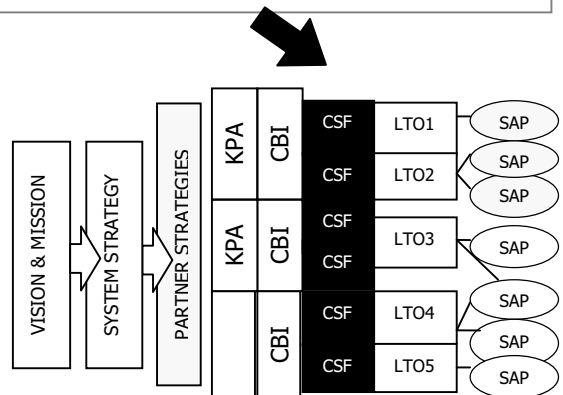 VISION & MISSION
SYSTEM STRATEGY
PARTNER STRATEGIES
KPA
CBI
CSF
LTO1
SAP
CSF
LTO2
SAP
SAP
KPA
CBI
CSF
CSF
LTO3
SAP
SAP
CBI
CSF
LTO4
SAP
CSF
LTO5
SAP